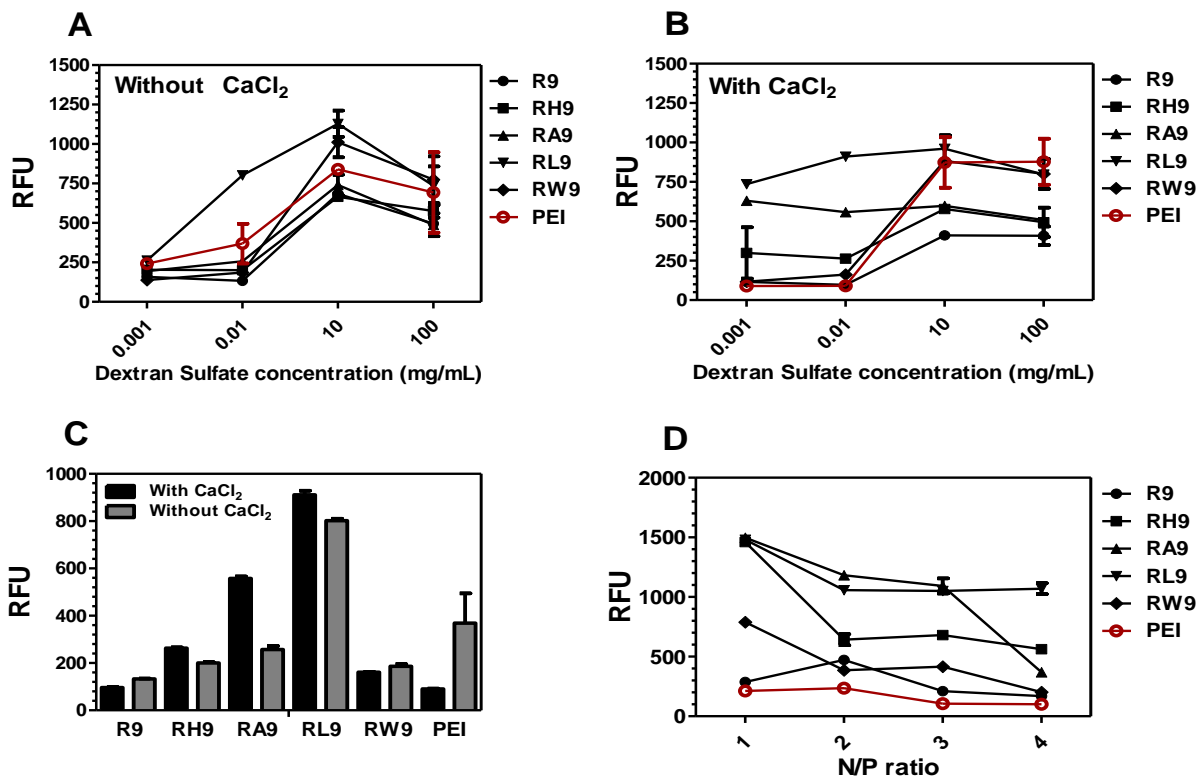 A
Without CaCl₂
RFU
1500
1250
1000
750
500
250
0
0.001
0.01
10
100
Dextran Sulfate concentration (mg/mL)
R9
RH9
RA9
RL9
RW9
PEI
B
With CaCl₂
RFU
1500
1250
1000
750
500
250
0
0.001
0.01
10
100
Dextran Sulfate concentration (mg/mL)
R9
RH9
RA9
RL9
RW9
PEI
C
With CaCl₂
Without CaCl₂
RFU
1000
800
600
400
200
0
R9
RH9
RA9
RL9
RW9
PEI
D
RFU
2000
1500
1000
500
0
1
2
3
4
N/P ratio
R9
RH9
RA9
RL9
RW9
PEI